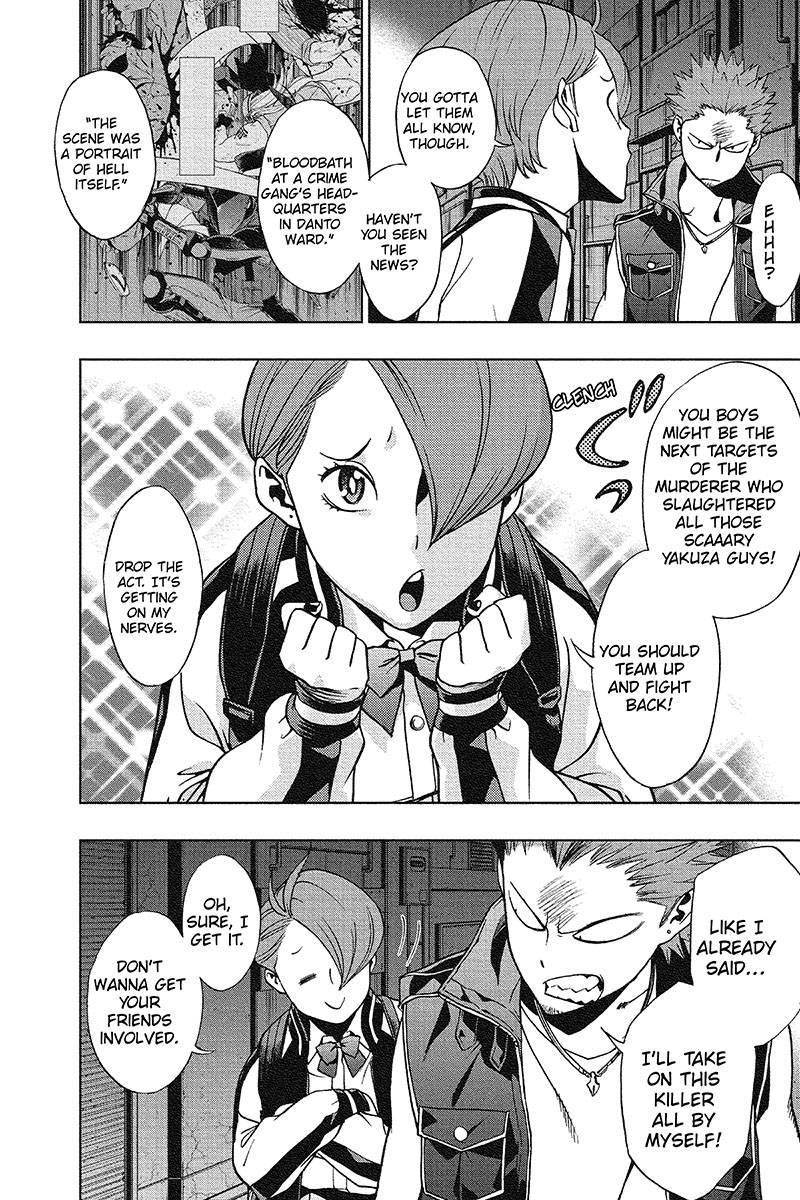 EHHH?
YOU GOTTA
LET THEM
ALL KNOW,
THOUGH.
HAVEN'T
YOU SEEN
THE
NEWS?
"BLOODBATH
AT A CRIME
GANG'S HEAD-
QUARTERS
IN DANTO
WARD."
"THE
SCENE WAS
A PORTRAIT
OF HELL
ITSELF."
YOU BOYS
MIGHT BE THE
NEXT TARGETS
OF THE
MURDERER WHO
SLAUGHTERED
ALL THOSE
SCAAARY
YAKUZA GUYS!
YOU SHOULD
TEAM UP
AND FIGHT
BACK!
CLENCH
DROP THE
ACT. IT'S
GETTING
ON MY
NERVES.
LIKE I
ALREADY
SAID...
I'LL TAKE
ON THIS
KILLER
ALL BY
MYSELF!
OH,
SURE, I
GET IT.
DON'T
WANNA GET
YOUR
FRIENDS
INVOLVED.